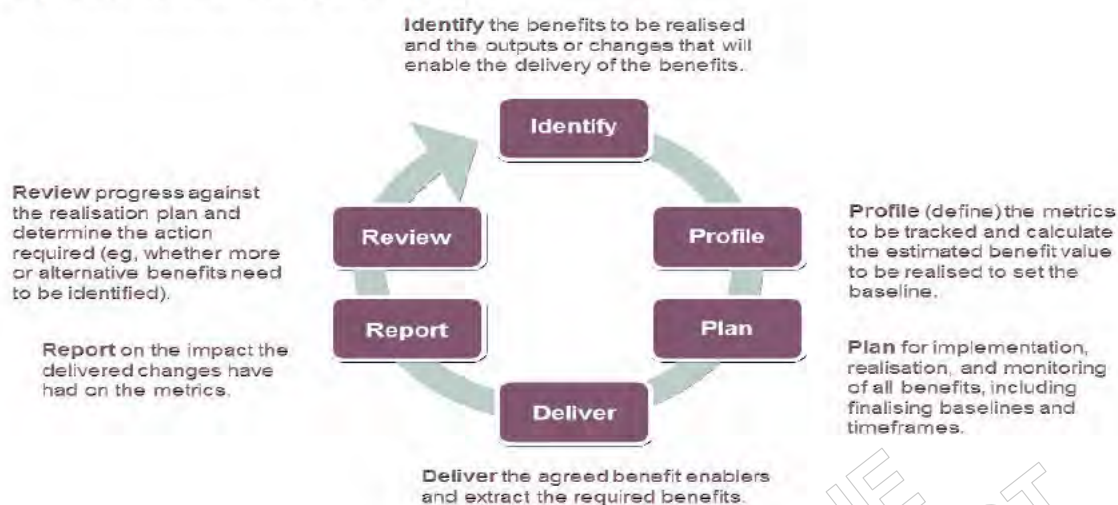 Identify the benefits to be realised
and the outputs or changes that will
enable the delivery of the benefits.
Identify
Profile
Profile (define) the metrics
to be tracked and calculate
the estimated benefit value
to be realised to set the
baseline.
Plan
Plan for implementation,
realisation, and monitoring
of all benefits, including
finalising baselines and
timeframes.
Deliver
Deliver the agreed benefit enablers
and extract the required benefits.
Report
Report on the impact the
delivered changes have
had on the metrics.
Review
Review progress against
the realisation plan and
determine the action
required (eg, whether more
or alternative benefits need
to be identified).